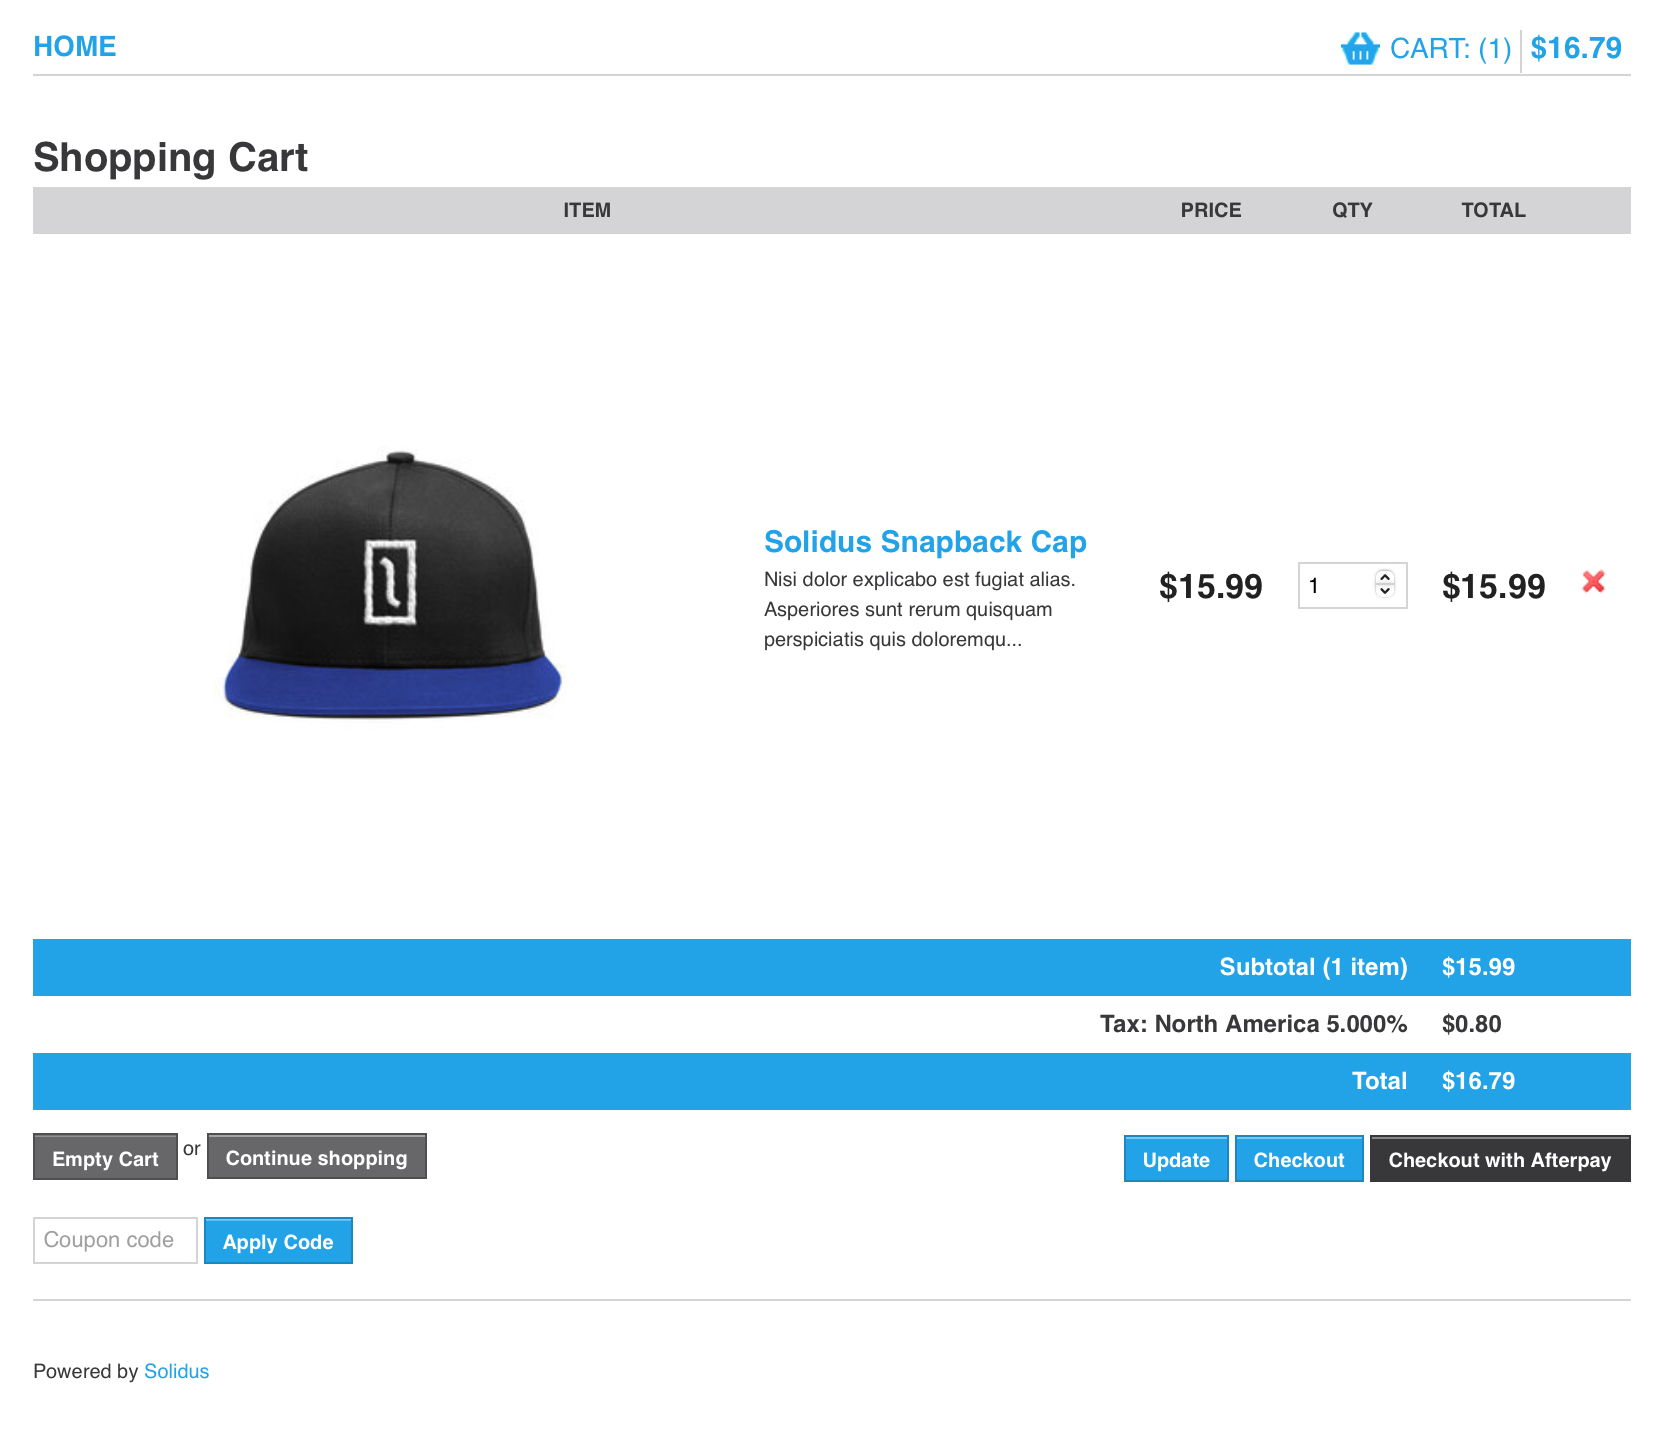 HOME
CART: (1) $16.79
Shopping Cart
ITEM PRICE QTY TOTAL
Solidus Snapback Cap
Nisi dolor explicabo est fugiat alias.
Asperiores sunt rerum quisquam
perspiciatis quis doloremqu...
$15.99 1 $15.99
Subtotal (1 item) $15.99
Tax: North America 5.000% $0.80
Total $16.79
Empty Cart or Continue shopping
Update Checkout Checkout with Afterpay
Coupon code Apply Code
Powered by Solidus